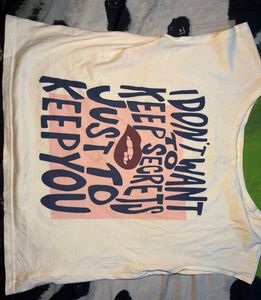 I DON'T WANT
TO
KEEP SECRETS
JUST TO
KEEP YOU